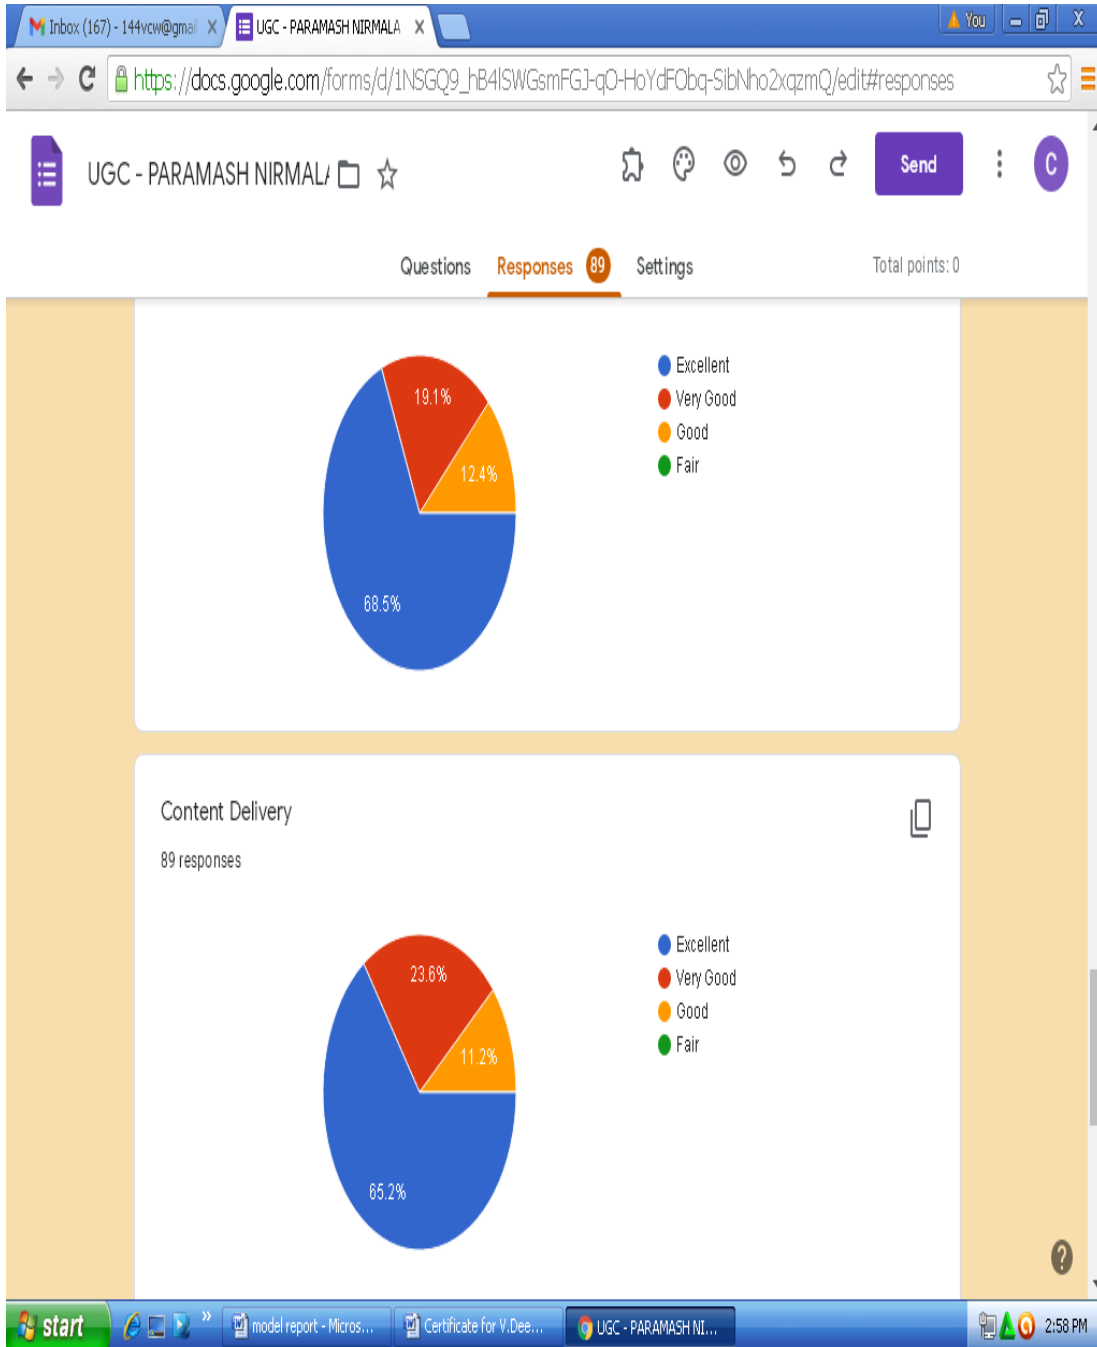 Inbox (167) - 144vcw@gmai
UGC - PARAMASH NIRMALA
You
https://docs.google.com/forms/d/1NSGQ9_hB4lSWGsmFGJ-qO-HoYdFObq-SibNho2xqzmQ/edit#responses
UGC - PARAMASH NIRMALA
Send
C
Questions Responses 89 Settings Total points: 0
19.1%
12.4%
68.5%
Excellent
Very Good
Good
Fair
Content Delivery
89 responses
23.6%
11.2%
65.2%
Excellent
Very Good
Good
Fair
start
model report - Micros...
Certificate for V.Dee...
UGC - PARAMASH NI...
2:58 PM